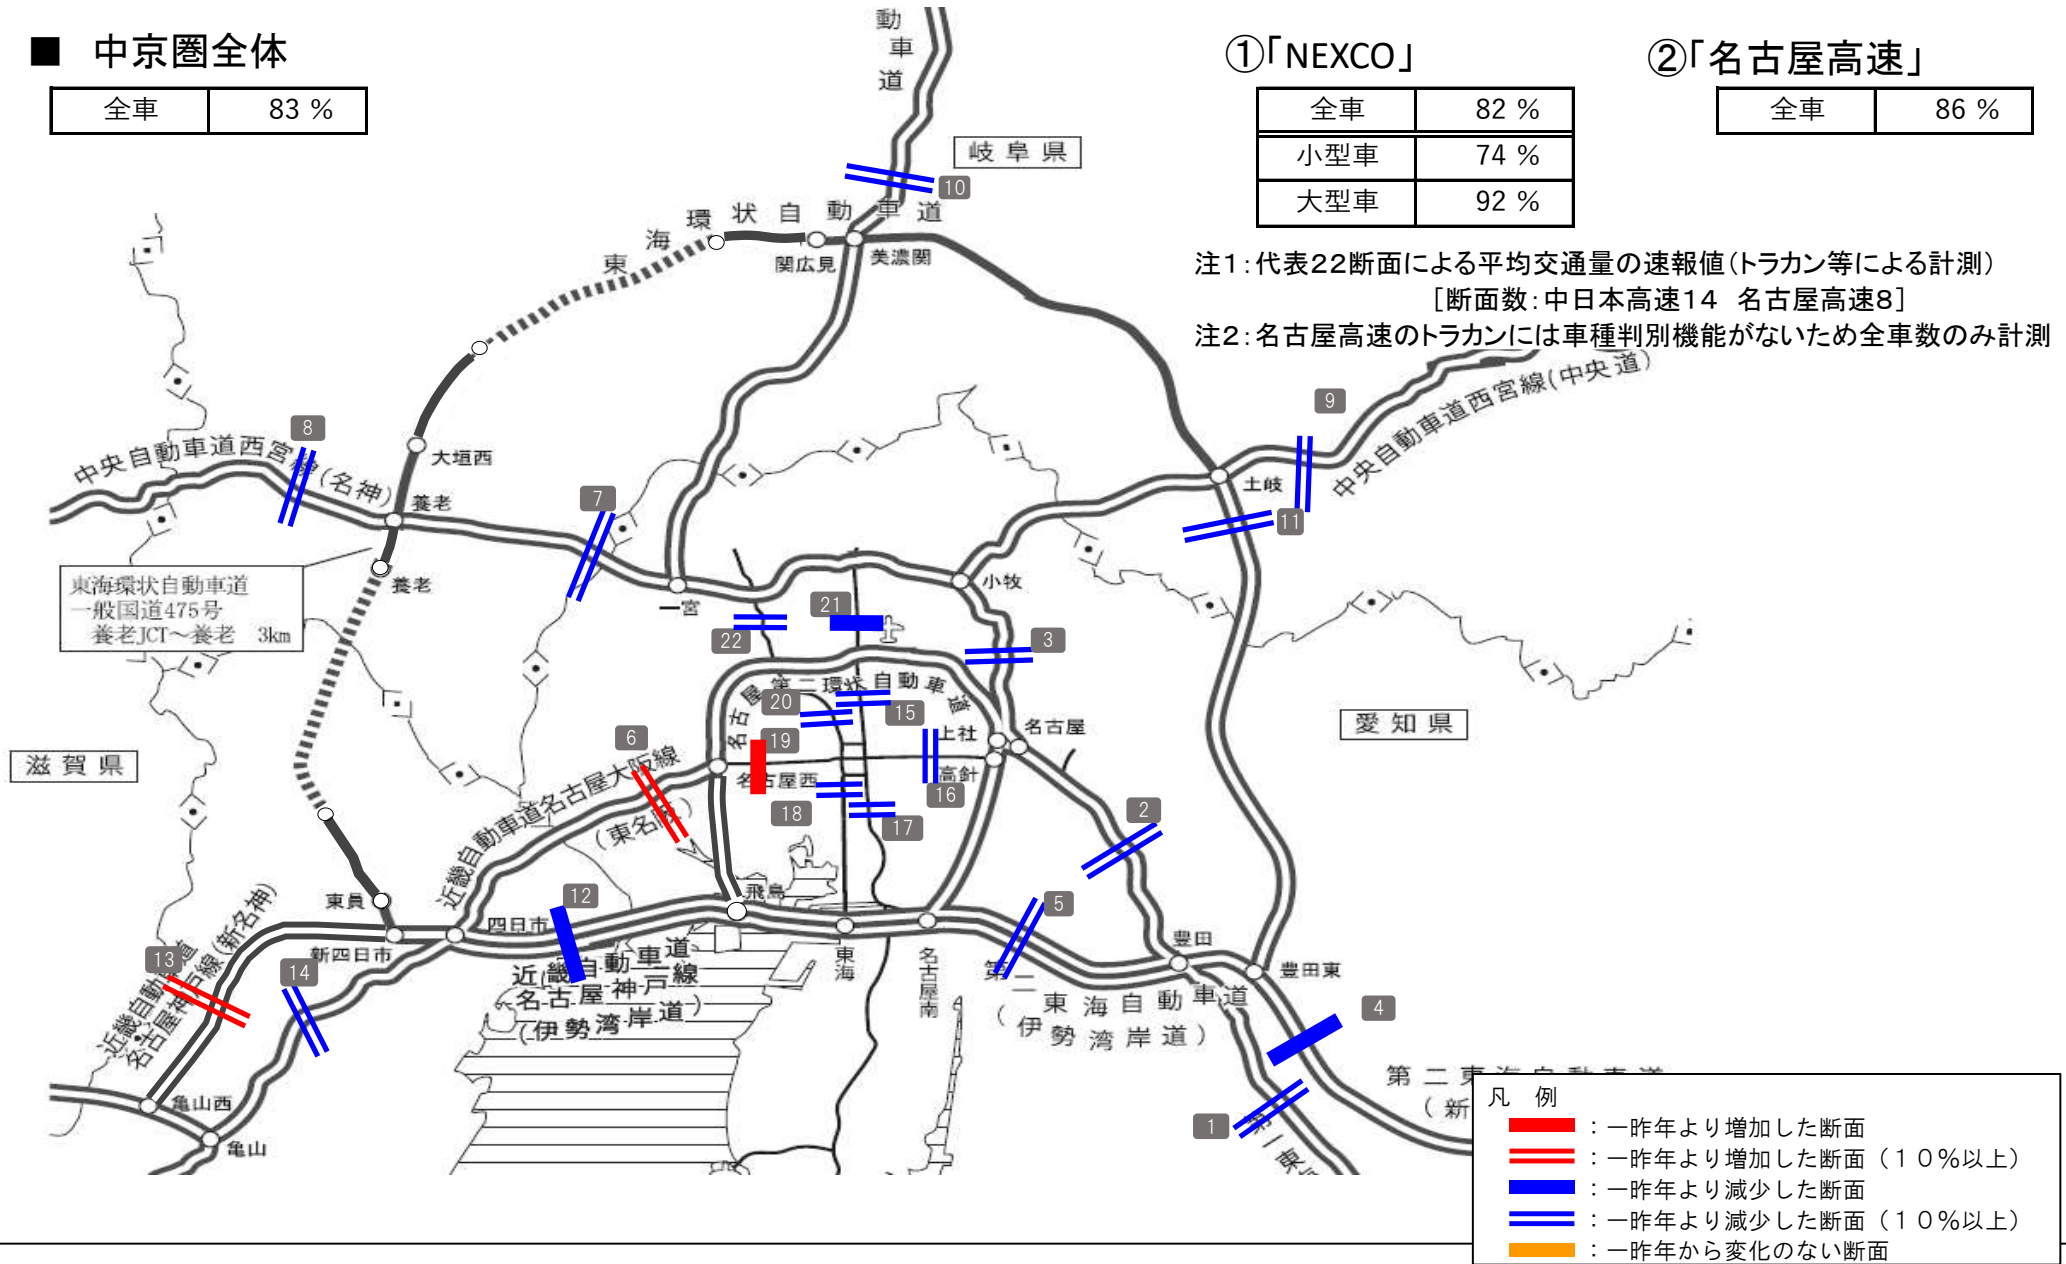 ■ 中京圏全体
全車 83 %
①「NEXCO」
全車 82 %
小型車 74 %
大型車 92 %
②「名古屋高速」
全車 86 %
注1：代表22断面による平均交通量の速報値（トラカン等による計測）
［断面数：中日本高速14 名古屋高速8］
注2：名古屋高速のトラカンには車種判別機能がないため全車数のみ計測
動車道
岐阜県
10
東海環状自動車道
関広見
美濃関
9
中央自動車道西宮線(中央道)
8
中央自動車道西宮線(名神)
大垣西
養老
7
土岐
11
養老
東海環状自動車道
一般国道475号
養老JCT～養老 3km
一宮
小牧
21
22
3
名古屋第二環状自動車道
20
15
上社
名古屋
愛知県
滋賀県
6
19
名古屋西
高針
16
18
17
2
近畿自動車道名古屋大阪線
(東名阪)
12
飛島
5
東員
四日市
新四日市
東海
名古屋南
豊田
豊田東
13
14
近畿自動車道
名古屋神戸線(新名神)
近畿自動車道
名古屋神戸線
(伊勢湾岸道)
第二東海自動車道
(伊勢湾岸道)
4
亀山西
亀山
1
第一東
第二東海自動車道
(新
凡 例
：一昨年より増加した断面
：一昨年より増加した断面（１０％以上）
：一昨年より減少した断面
：一昨年より減少した断面（１０％以上）
：一昨年から変化のない断面